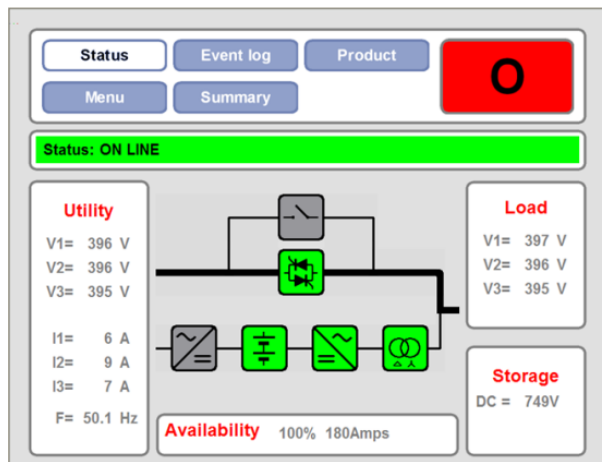 Status Event log Product
Menu Summary
O
Status: ON LINE
Utility
V1= 396 V
V2= 396 V
V3= 395 V
I1= 6 A
I2= 9 A
I3= 7 A
F= 50.1 Hz
Load
V1= 397 V
V2= 396 V
V3= 395 V
Storage
DC = 749V
Availability 100% 180Amps